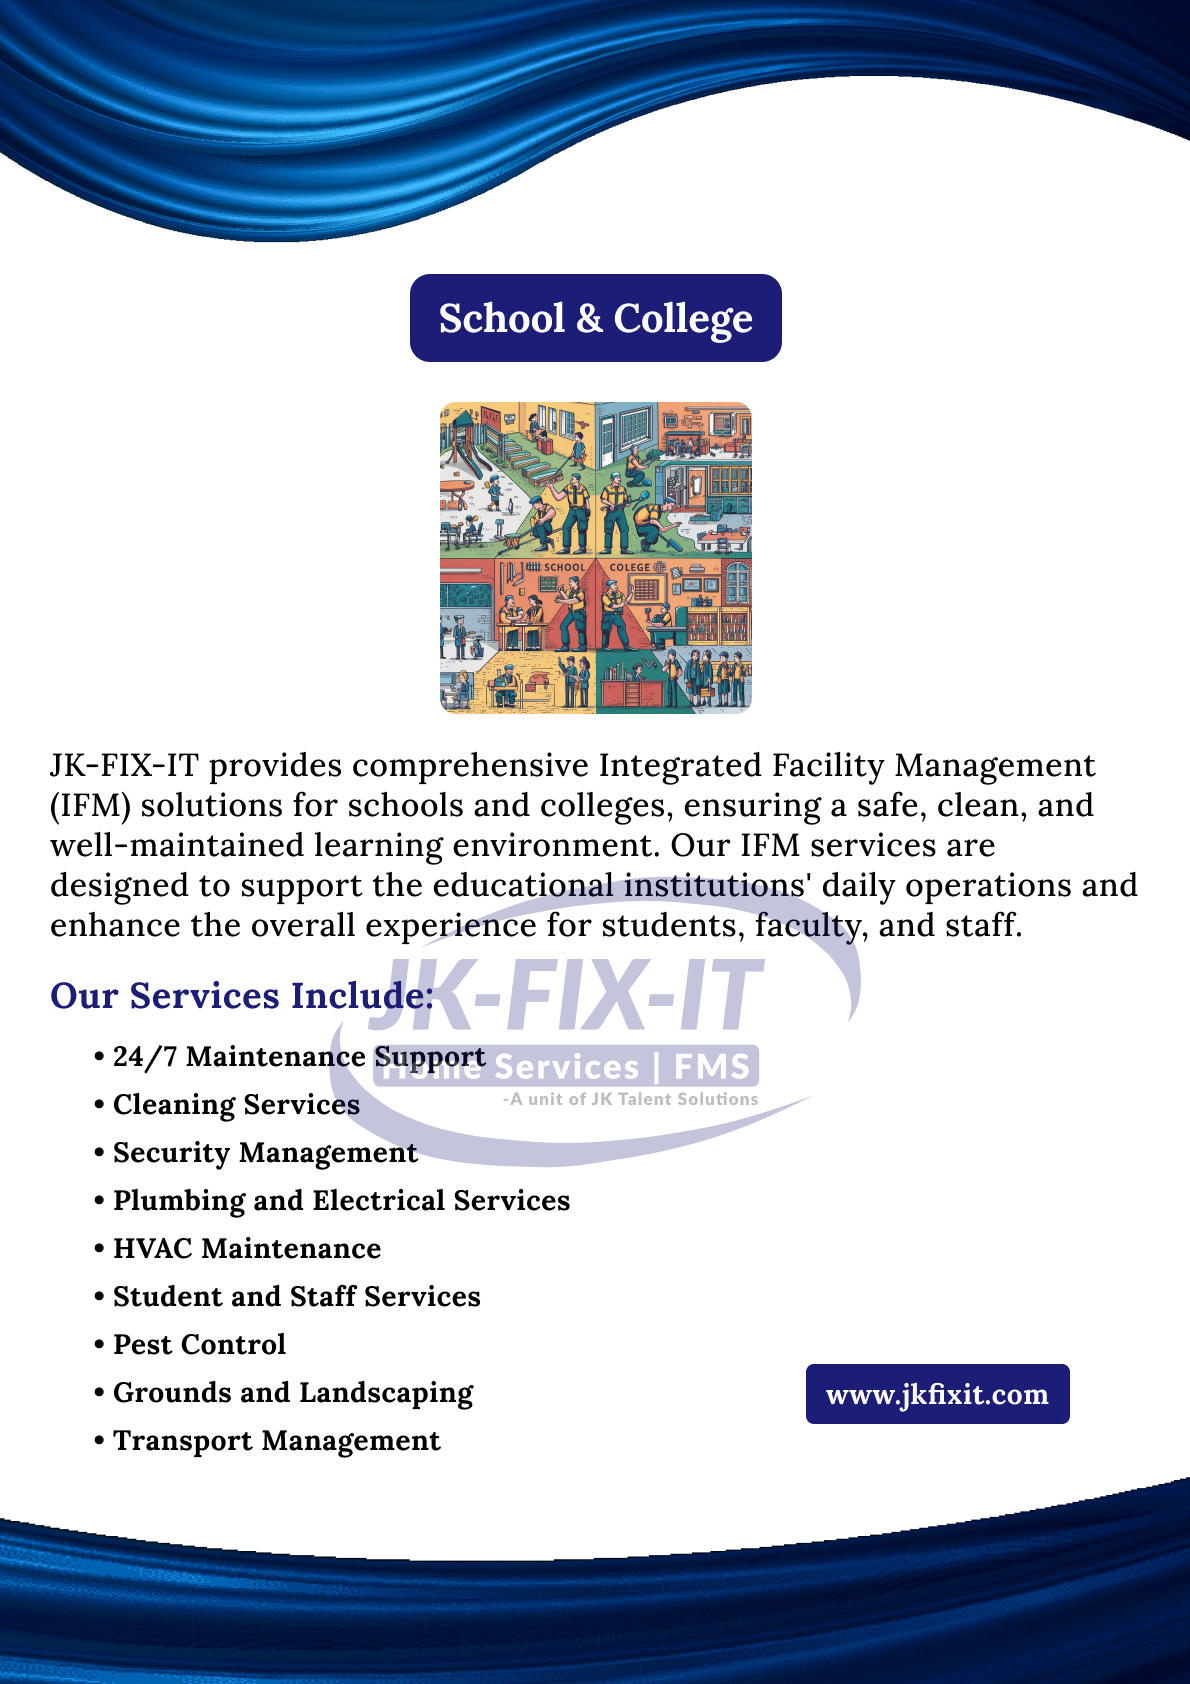 School & College
SCHOOL
COLEGE
JK-FIX-IT provides comprehensive Integrated Facility Management
(IFM) solutions for schools and colleges, ensuring a safe, clean, and
well-maintained learning environment. Our IFM services are
designed to support the educational institutions' daily operations and
enhance the overall experience for students, faculty, and staff.
JK-FIX-IT
Home Services | FMS
-A unit of JK Talent Solutions
Our Services Include:
• 24/7 Maintenance Support
• Cleaning Services
• Security Management
• Plumbing and Electrical Services
• HVAC Maintenance
• Student and Staff Services
• Pest Control
• Grounds and Landscaping
• Transport Management
www.jkfixit.com